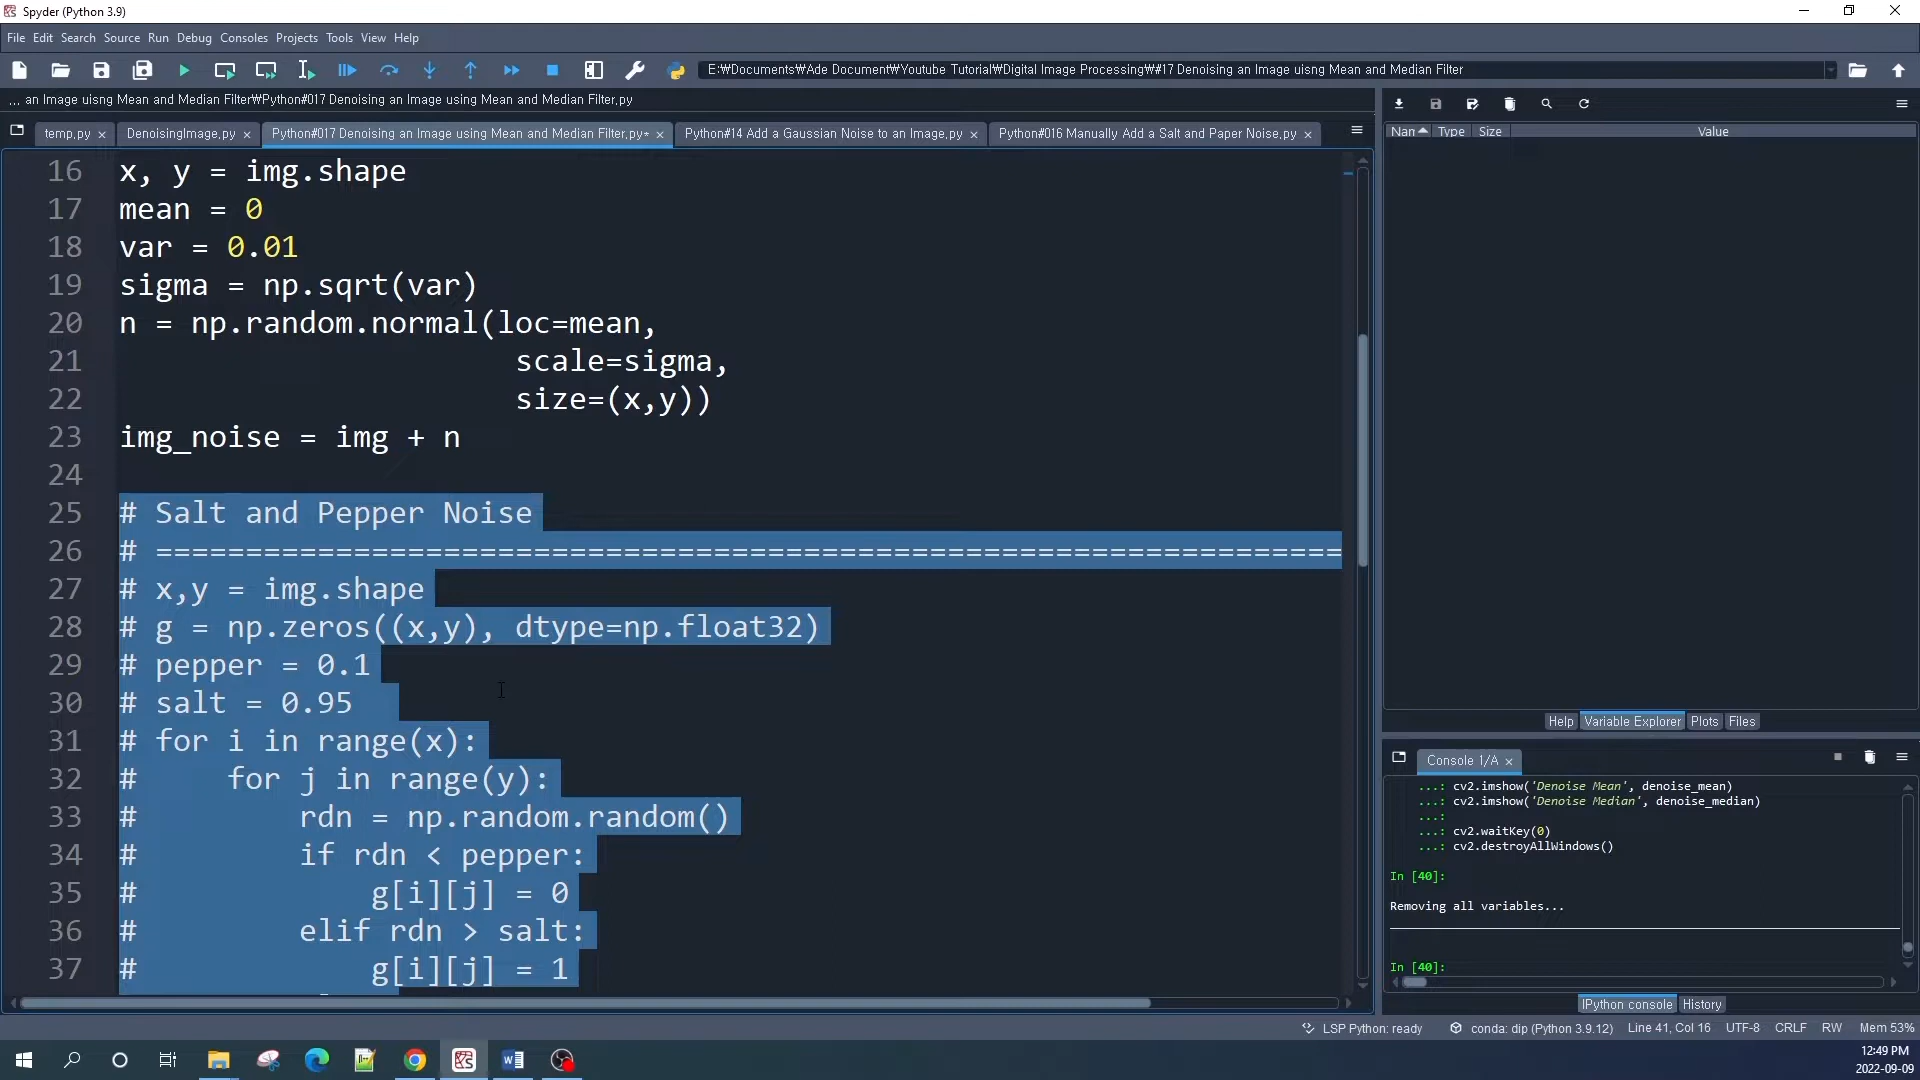 Spyder (Python 3.9)
File Edit Search Source Run Debug Consoles Projects Tools View Help
E:₩Documents₩Ade Document₩Youtube Tutorial₩Digital Image Processing₩#17 Denoising an Image uisng Mean and Median Filter
... an Image uisng Mean and Median Filter₩Python#017 Denoising an Image using Mean and Median Filter.py
temp.py DenoisingImage.py Python#017 Denoising an Image using Mean and Median Filter.py* Python#14 Add a Gaussian Noise to an Image.py Python#016 Manually Add a Salt and Paper Noise.py
Nan Type Size Value
16 x, y = img.shape
17 mean = 0
18 var = 0.01
19 sigma = np.sqrt(var)
20 n = np.random.normal(loc=mean,
21 scale=sigma,
22 size=(x,y))
23 img_noise = img + n
24
25 # Salt and Pepper Noise
26 # ==================================================================
27 # x,y = img.shape
28 # g = np.zeros((x,y), dtype=np.float32)
29 # pepper = 0.1
30 # salt = 0.95
31 # for i in range(x):
32 # for j in range(y):
33 # rdn = np.random.random()
34 # if rdn < pepper:
35 # g[i][j] = 0
36 # elif rdn > salt:
37 # g[i][j] = 1
Help Variable Explorer Plots Files
Console 1/A
...: cv2.imshow('Denoise Mean', denoise_mean)
...: cv2.imshow('Denoise Median', denoise_median)
...:
...: cv2.waitKey(0)
...: cv2.destroyAllWindows()
In [40]:
Removing all variables...
In [40]:
IPython console History
LSP Python: ready conda: dip (Python 3.9.12) Line 41, Col 16 UTF-8 CRLF RW Mem 53%
12:49 PM
2022-09-09